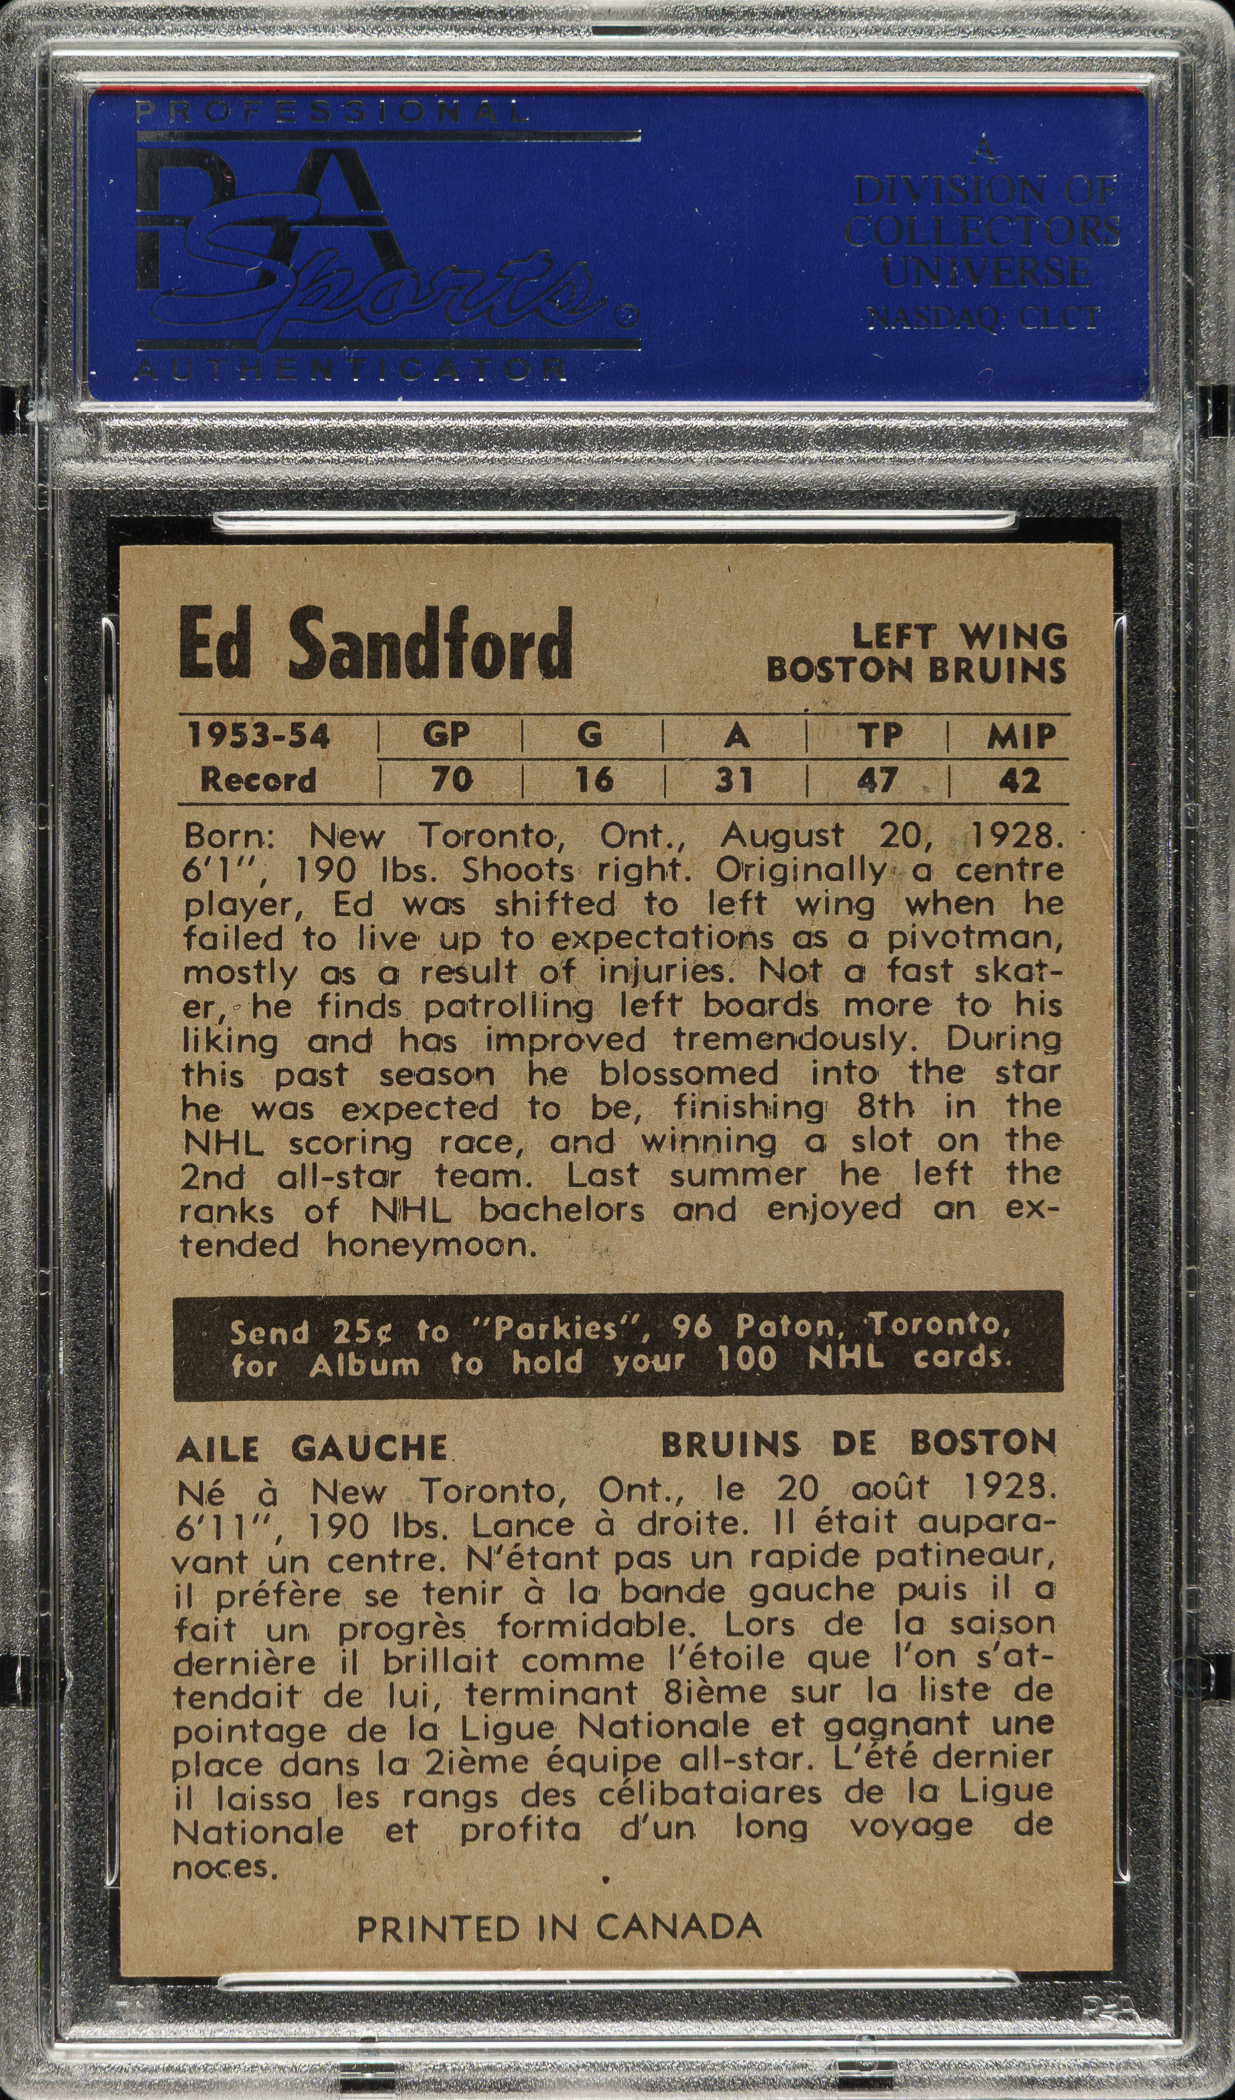 PROFESSIONAL
PSA
Sports
AUTHENTICATOR
A
DIVISION OF
COLLECTORS
UNIVERSE
NASDAQ: CLCT
Ed Sandford
LEFT WING
BOSTON BRUINS
1953-54 | GP | G | A | TP | MIP
Record | 70 | 16 | 31 | 47 | 42
Born: New Toronto, Ont., August 20, 1928.
6'1", 190 lbs. Shoots right. Originally a centre
player, Ed was shifted to left wing when he
failed to live up to expectations as a pivotman,
mostly as a result of injuries. Not a fast skat-
er, he finds patrolling left boards more to his
liking and has improved tremendously. During
this past season he blossomed into the star
he was expected to be, finishing 8th in the
NHL scoring race, and winning a slot on the
2nd all-star team. Last summer he left the
ranks of NHL bachelors and enjoyed an ex-
tended honeymoon.
Send 25¢ to "Parkies", 96 Paton, Toronto,
for Album to hold your 100 NHL cards.
AILE GAUCHE BRUINS DE BOSTON
Né à New Toronto, Ont., le 20 août 1928.
6'11", 190 lbs. Lance à droite. Il était aupara-
vant un centre. N'étant pas un rapide patineaur,
il préfère se tenir à la bande gauche puis il a
fait un progrès formidable. Lors de la saison
dernière il brillait comme l'étoile que l'on s'at-
tendait de lui, terminant 8ième sur la liste de
pointage de la Ligue Nationale et gagnant une
place dans la 2ième équipe all-star. L'été dernier
il laissa les rangs des célibataiares de la Ligue
Nationale et profita d'un long voyage de
noces.
PRINTED IN CANADA
PSA